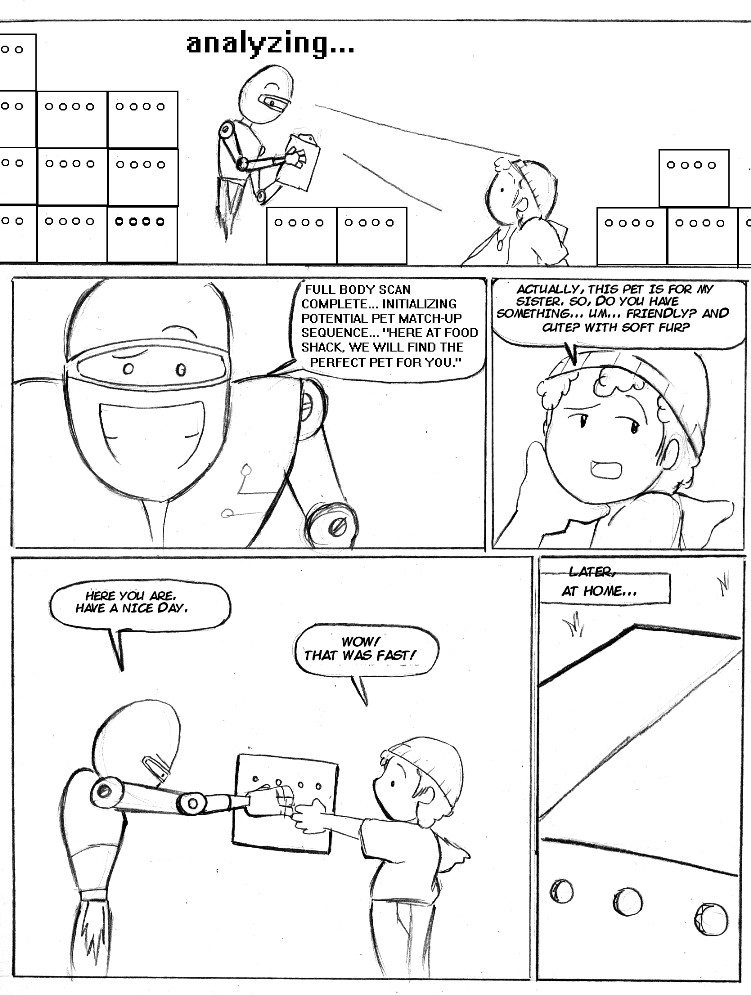 analyzing...
FULL BODY SCAN
COMPLETE... INITIALIZING
POTENTIAL PET MATCH-UP
SEQUENCE... "HERE AT FOOD
SHACK, WE WILL FIND THE
PERFECT PET FOR YOU."
ACTUALLY, THIS PET IS FOR MY
SISTER. SO, DO YOU HAVE
SOMETHING... UM... FRIENDLY? AND
CUTE? WITH SOFT FUR?
HERE YOU ARE.
HAVE A NICE DAY.
WOW!
THAT WAS FAST!
LATER,
AT HOME...